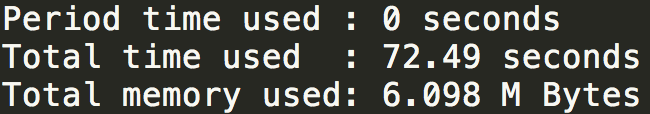 Period time used : 0 seconds
Total time used  : 72.49 seconds
Total memory used: 6.098 M Bytes